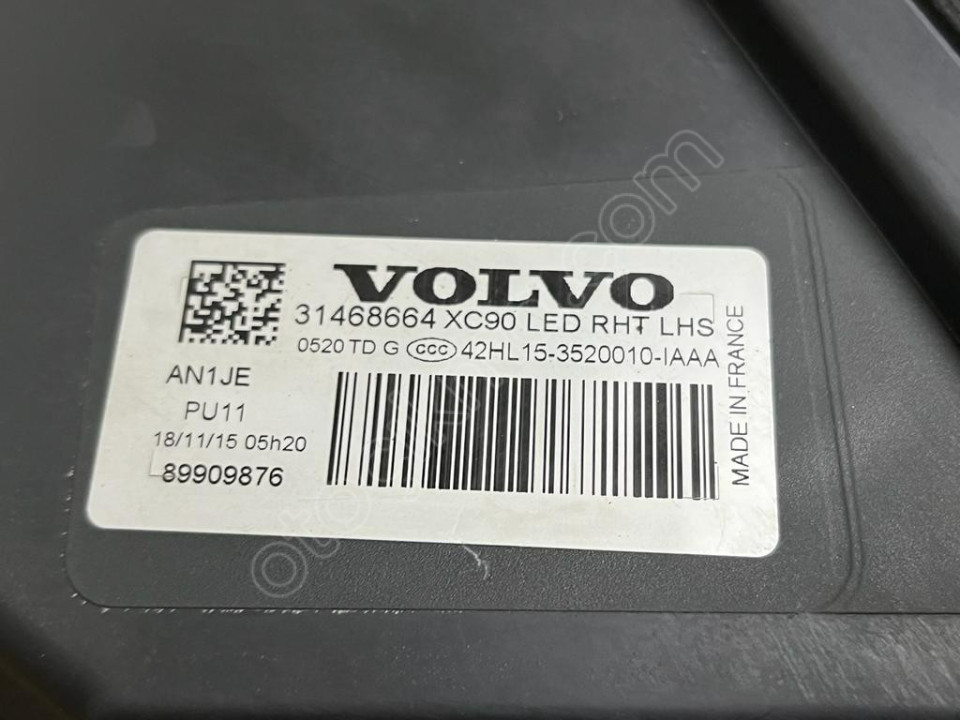 VOLVO
31468664 XC90 LED RHT LHS
0520 TD G CCC 42HL15-3520010-IAAA
AN1JE
PU11
18/11/15 05h20
89909876
MADE IN FRANCE
.com